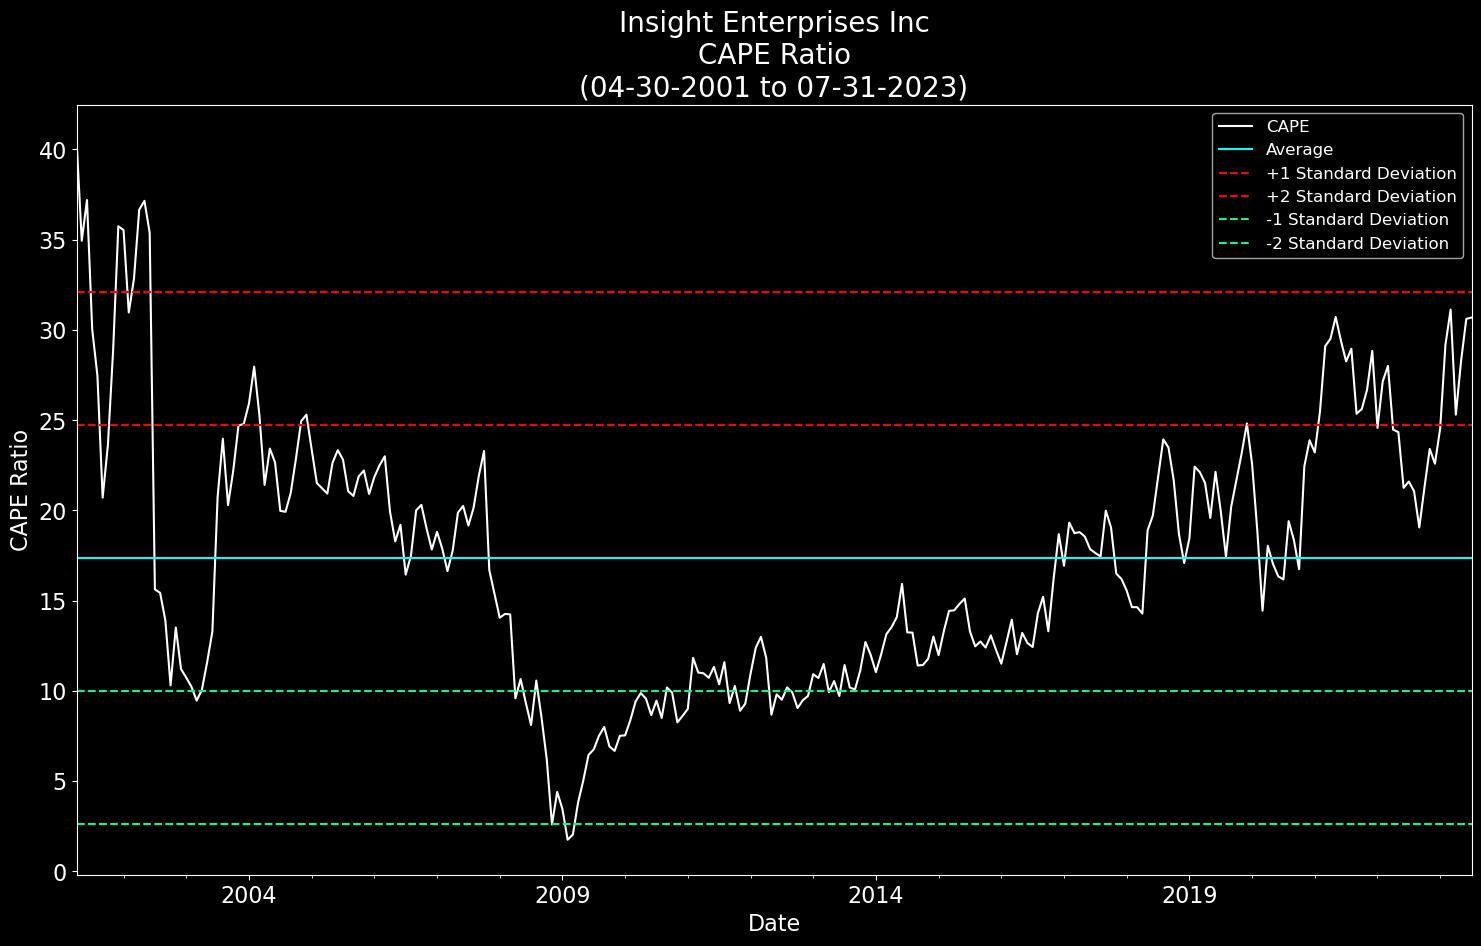 Insight Enterprises Inc
CAPE Ratio
(04-30-2001 to 07-31-2023)
CAPE
Average
+1 Standard Deviation
+2 Standard Deviation
-1 Standard Deviation
-2 Standard Deviation
CAPE Ratio
40
35
30
25
20
15
10
5
0
2004
2009
2014
2019
Date